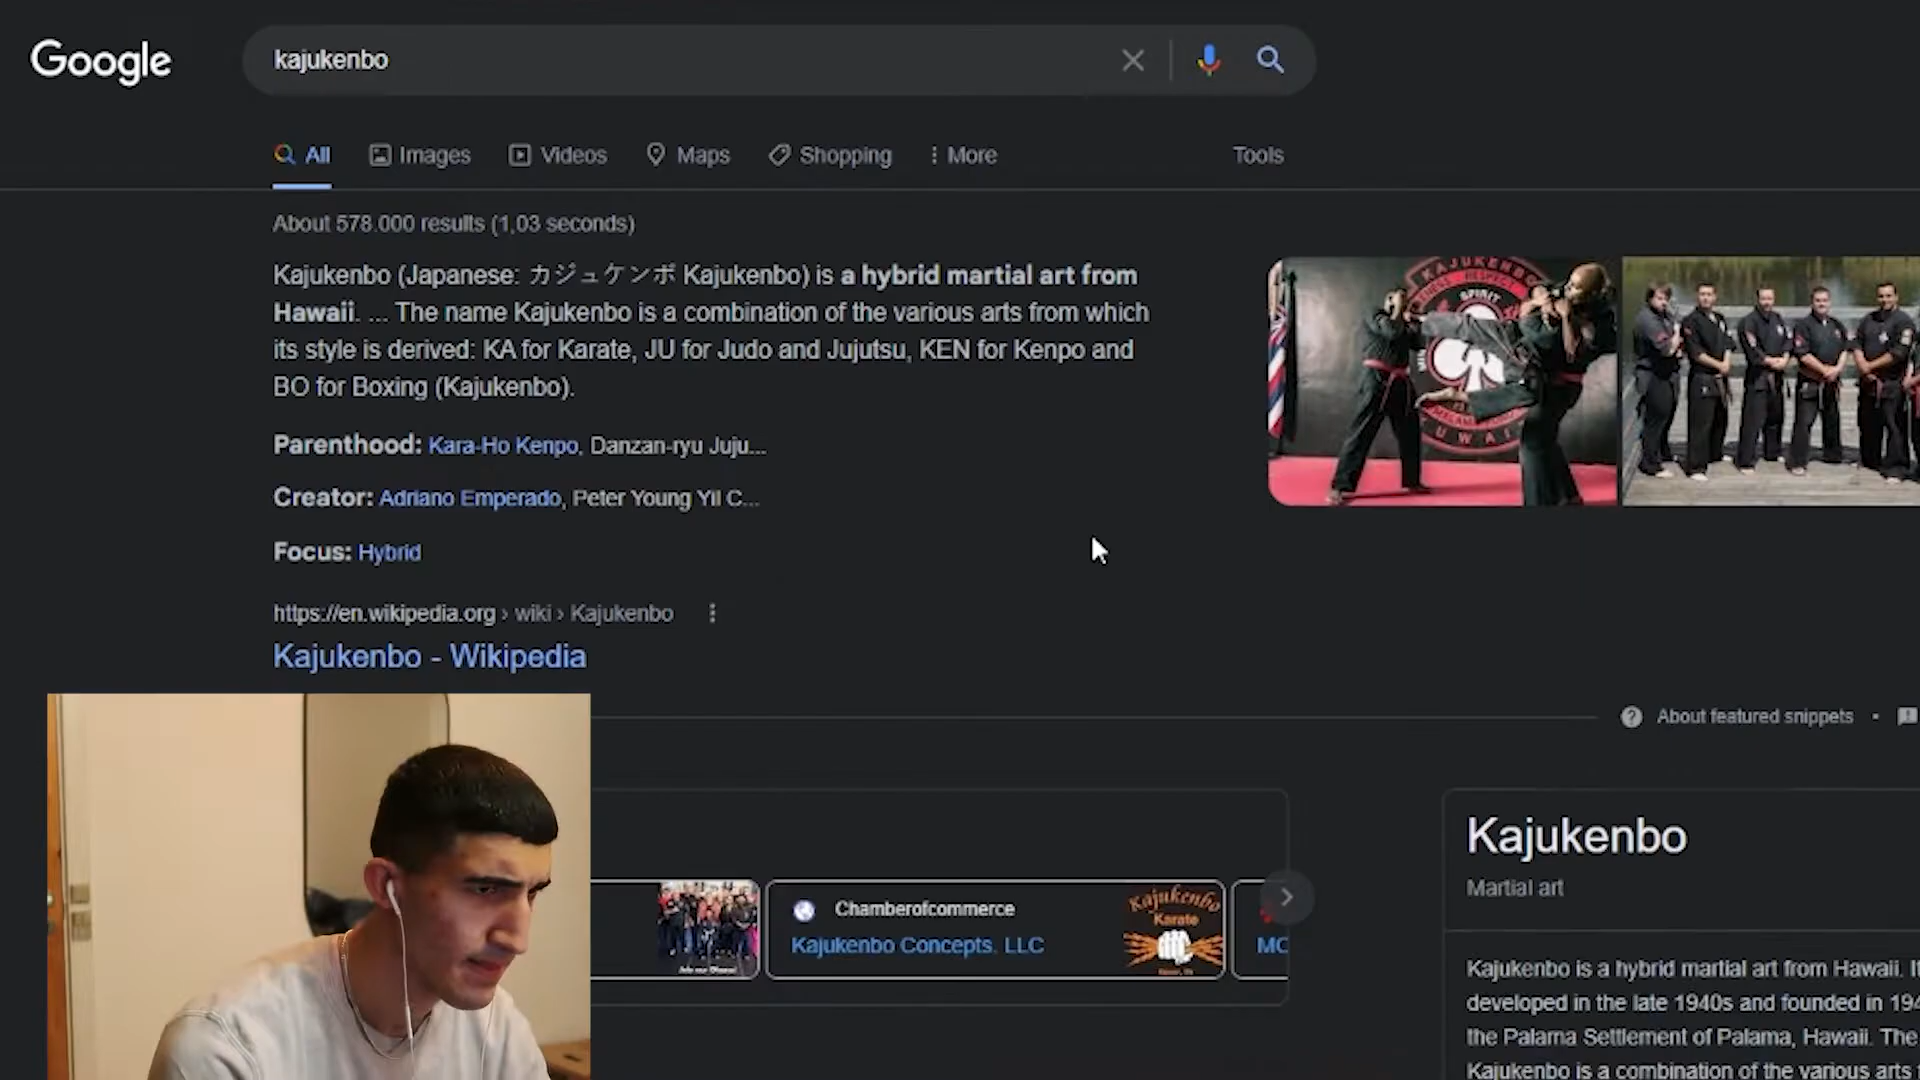 Google
kajukenbo
All
Images
Videos
Maps
Shopping
More
Tools
About 578.000 results (1,03 seconds)
Kajukenbo (Japanese: カジュケンボ Kajukenbo) is a hybrid martial art from
Hawaii. ... The name Kajukenbo is a combination of the various arts from which
its style is derived: KA for Karate, JU for Judo and Jujutsu, KEN for Kenpo and
BO for Boxing (Kajukenbo).
Parenthood: Kara-Ho Kenpo, Danzan-ryu Juju...
Creator: Adriano Emperado, Peter Young Yil C...
Focus: Hybrid
https://en.wikipedia.org › wiki › Kajukenbo
Kajukenbo - Wikipedia
KAJUKENBO
SPIRIT
About featured snippets
Chamberofcommerce
Kajukenbo Concepts. LLC
Kajukenbo
Karate
MC
Kajukenbo
Martial art
Kajukenbo is a hybrid martial art from Hawaii. I
developed in the late 1940s and founded in 194
the Palama Settlement of Palama, Hawaii. The
Kajukenbo is a combination of the various arts